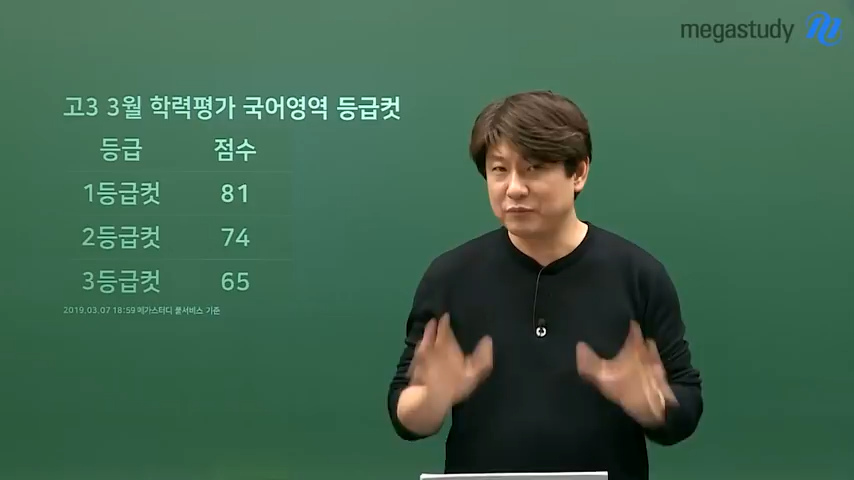 megastudy
고3 3월 학력평가 국어영역 등급컷
등급 점수
1등급컷 81
2등급컷 74
3등급컷 65
2019.03.07 18:59 메가스터디 풀서비스 기준